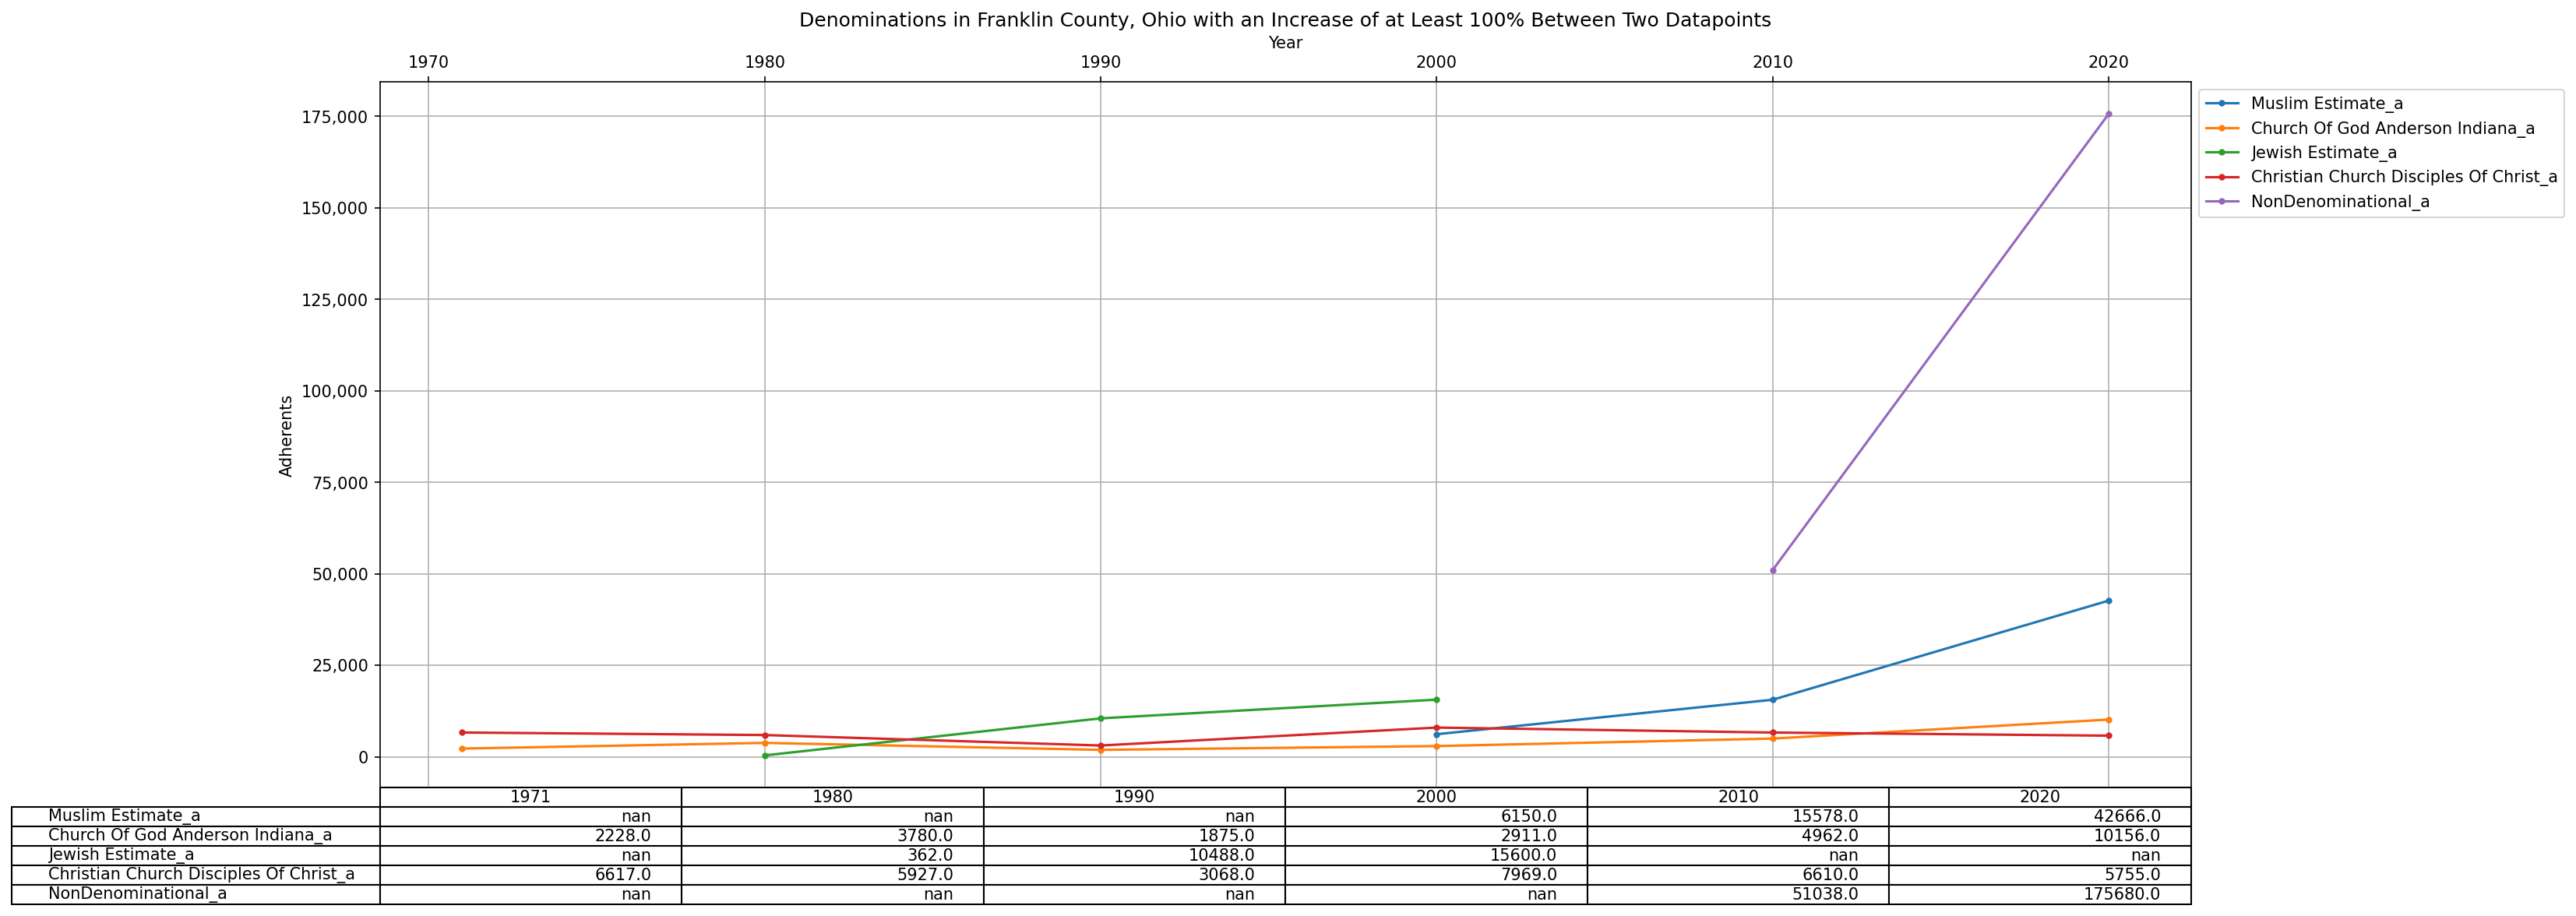 Denominations in Franklin County, Ohio with an Increase of at Least 100% Between Two Datapoints
Year
1970 1980 1990 2000 2010 2020
175,000
150,000
125,000
100,000
75,000
50,000
25,000
0
Adherents
Muslim Estimate_a
Church Of God Anderson Indiana_a
Jewish Estimate_a
Christian Church Disciples Of Christ_a
NonDenominational_a
1971 1980 1990 2000 2010 2020
Muslim Estimate_a nan nan nan 6150.0 15578.0 42666.0
Church Of God Anderson Indiana_a 2228.0 3780.0 1875.0 2911.0 4962.0 10156.0
Jewish Estimate_a nan 362.0 10488.0 15600.0 nan nan
Christian Church Disciples Of Christ_a 6617.0 5927.0 3068.0 7969.0 6610.0 5755.0
NonDenominational_a nan nan nan nan 51038.0 175680.0